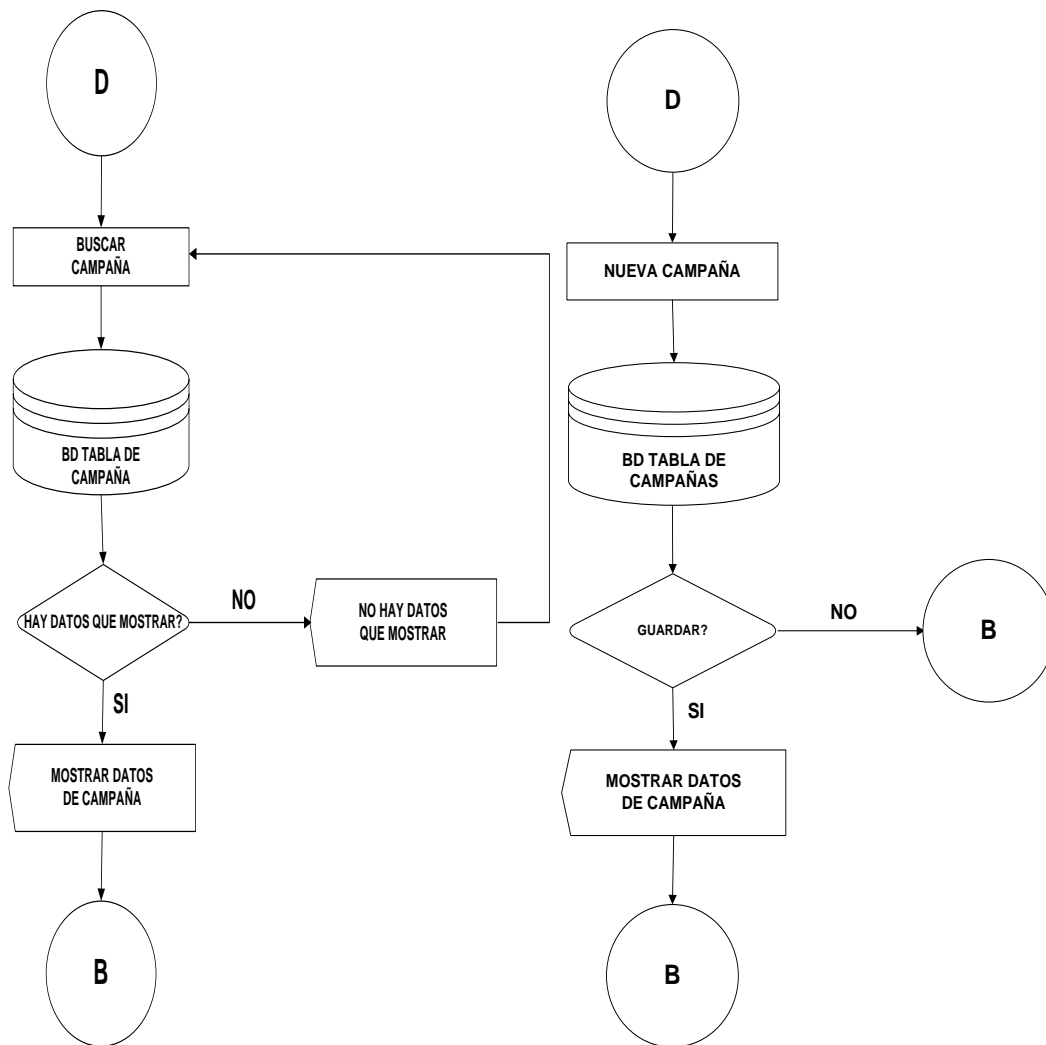 D
BUSCAR
CAMPAÑA
BD TABLA DE
CAMPAÑA
HAY DATOS QUE MOSTRAR?
NO
NO HAY DATOS
QUE MOSTRAR
SI
MOSTRAR DATOS
DE CAMPAÑA
B
D
NUEVA CAMPAÑA
BD TABLA DE
CAMPAÑAS
GUARDAR?
NO
B
SI
MOSTRAR DATOS
DE CAMPAÑA
B